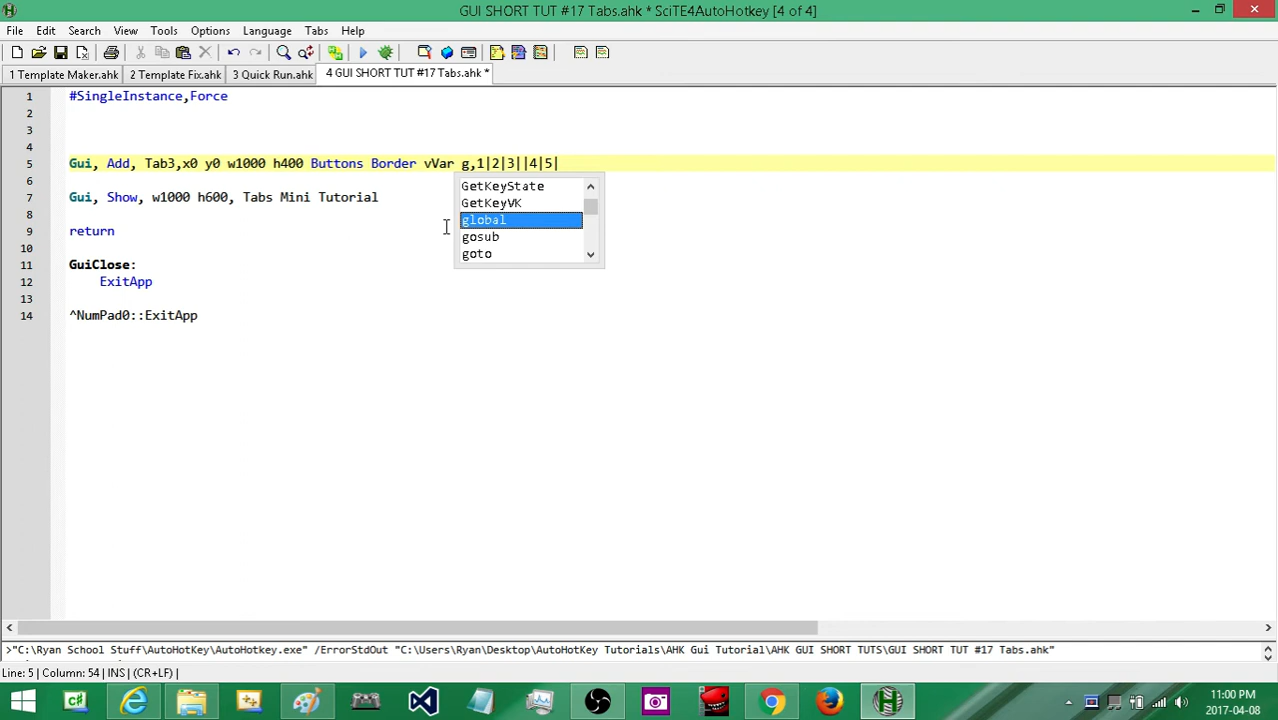 GUI SHORT TUT #17 Tabs.ahk * SciTE4AutoHotkey [4 of 4]
File Edit Search View Tools Options Language Tabs Help
1 Template Maker.ahk 2 Template Fix.ahk 3 Quick Run.ahk 4 GUI SHORT TUT #17 Tabs.ahk *
1 #SingleInstance,Force
2
3
4
5 Gui, Add, Tab3,x0 y0 w1000 h400 Buttons Border vVar g,1|2|3||4|5|
6
GetKeyState
7 Gui, Show, w1000 h600, Tabs Mini Tutorial
GetKeyVK
8
global
9 return
gosub
10
goto
11 GuiClose:
12 ExitApp
13
14 ^NumPad0::ExitApp
>"C:\Ryan School Stuff\AutoHotKey\AutoHotkey.exe" /ErrorStdOut "C:\Users\Ryan\Desktop\AutoHotKey Tutorials\AHK Gui Tutorial\AHK GUI SHORT TUTS\GUI SHORT TUT #17 Tabs.ahk"
Line: 5 | Column: 54 | INS | (CR+LF) |
C#
11:00 PM
2017-04-08